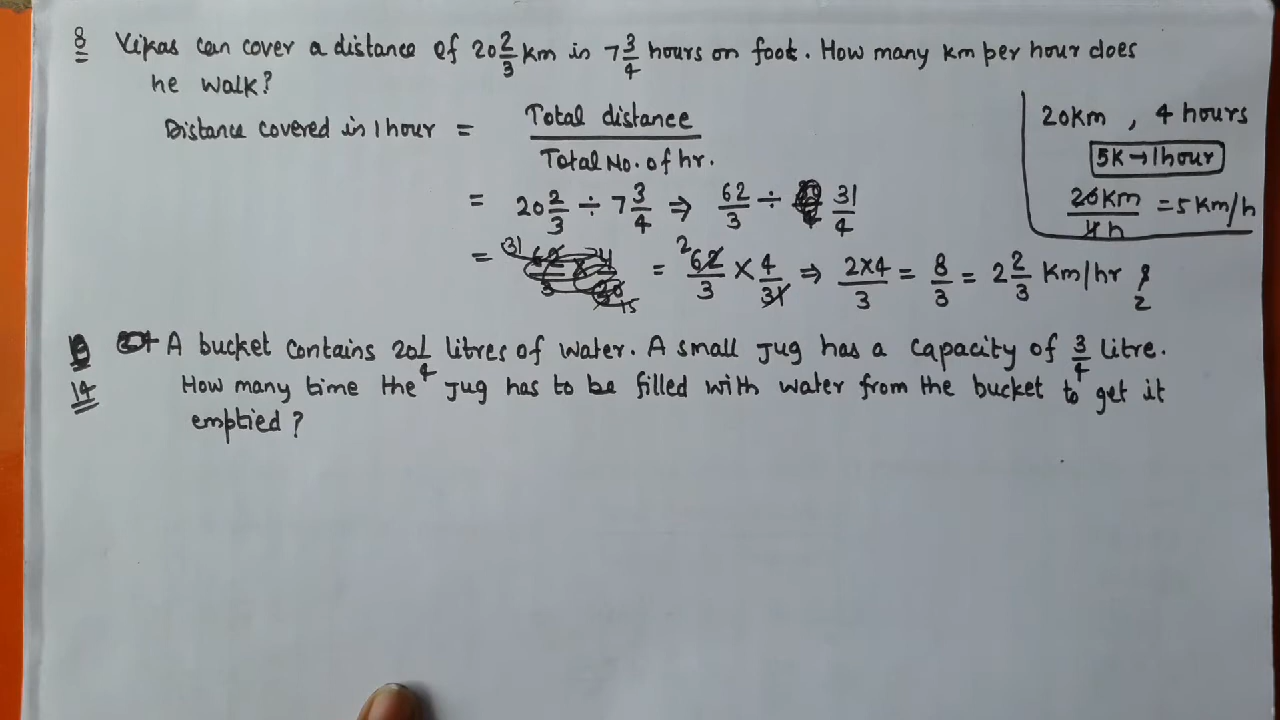 8 Vikas can cover a distance of 20 2/3 km in 7 3/4 hours on foot. How many km per hour does
he walk?
Distance covered in 1 hour = Total distance / Total No. of hr.
= 20 2/3 ÷ 7 3/4 ⇒ 62/3 ÷ 31/4
= = 62/3 × 4/31 ⇒ 2×4/3 = 8/3 = 2 2/3 km/hr
20km , 4 hours
5K → 1hour
20km / 4h = 5 km/h
14 A bucket contains 20 1/4 litres of water. A small jug has a capacity of 3/4 litre.
How many time the jug has to be filled with water from the bucket to get it
emptied?